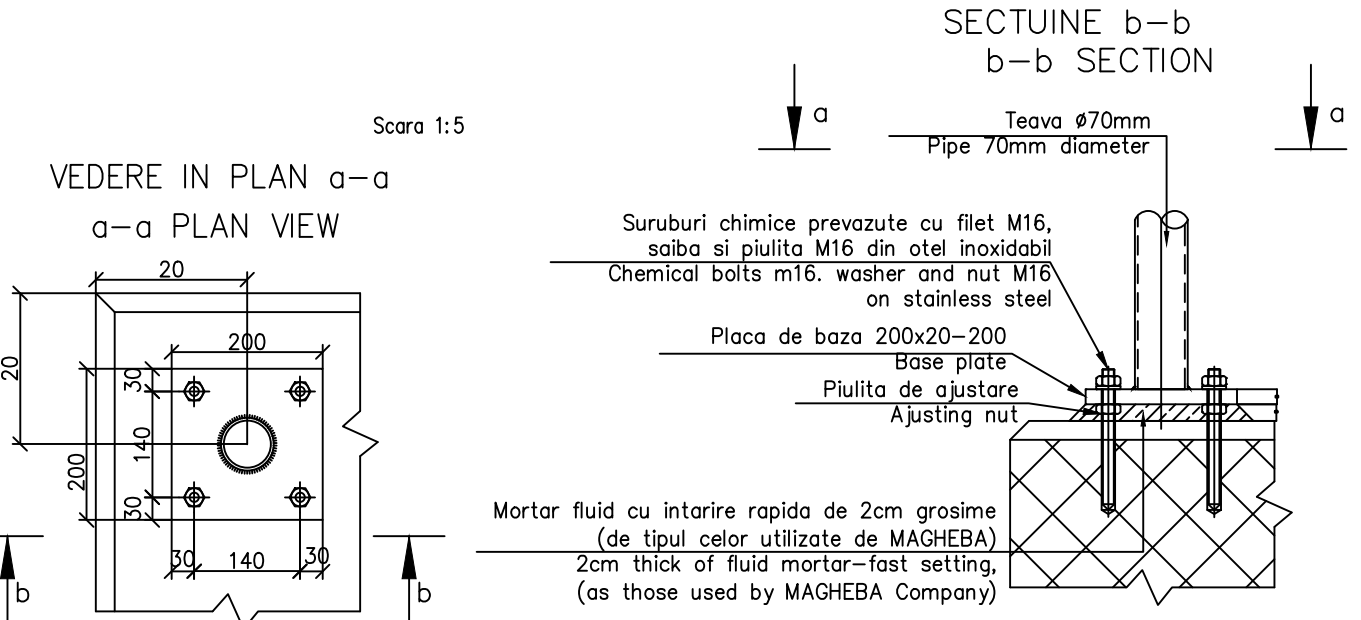 SECTUINE b-b
b-b SECTION
a
a
Scara 1:5
Teava ø70mm
Pipe 70mm diameter
VEDERE IN PLAN a-a
a-a PLAN VIEW
Suruburi chimice prevazute cu filet M16,
saiba si piulita M16 din otel inoxidabil
Chemical bolts m16. washer and nut M16
on stainless steel
20
20
200
30
140
30
200
30
140
30
Placa de baza 200x20-200
Base plate
Piulita de ajustare
Ajusting nut
Mortar fluid cu intarire rapida de 2cm grosime
(de tipul celor utilizate de MAGHEBA)
2cm thick of fluid mortar-fast setting,
(as those used by MAGHEBA Company)
b
b